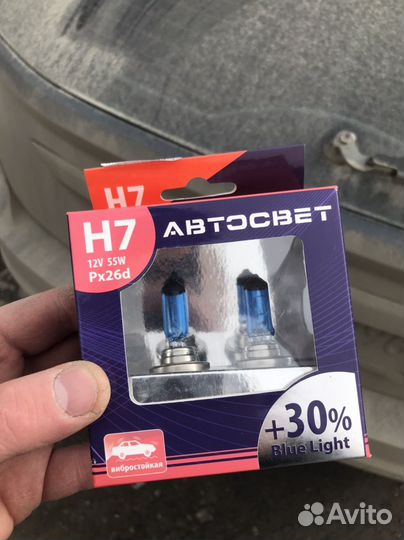 H7
H7
12V 55W
Px26d
АВТОСВЕТ
+30%
Blue Light
вибростойкая
Avito